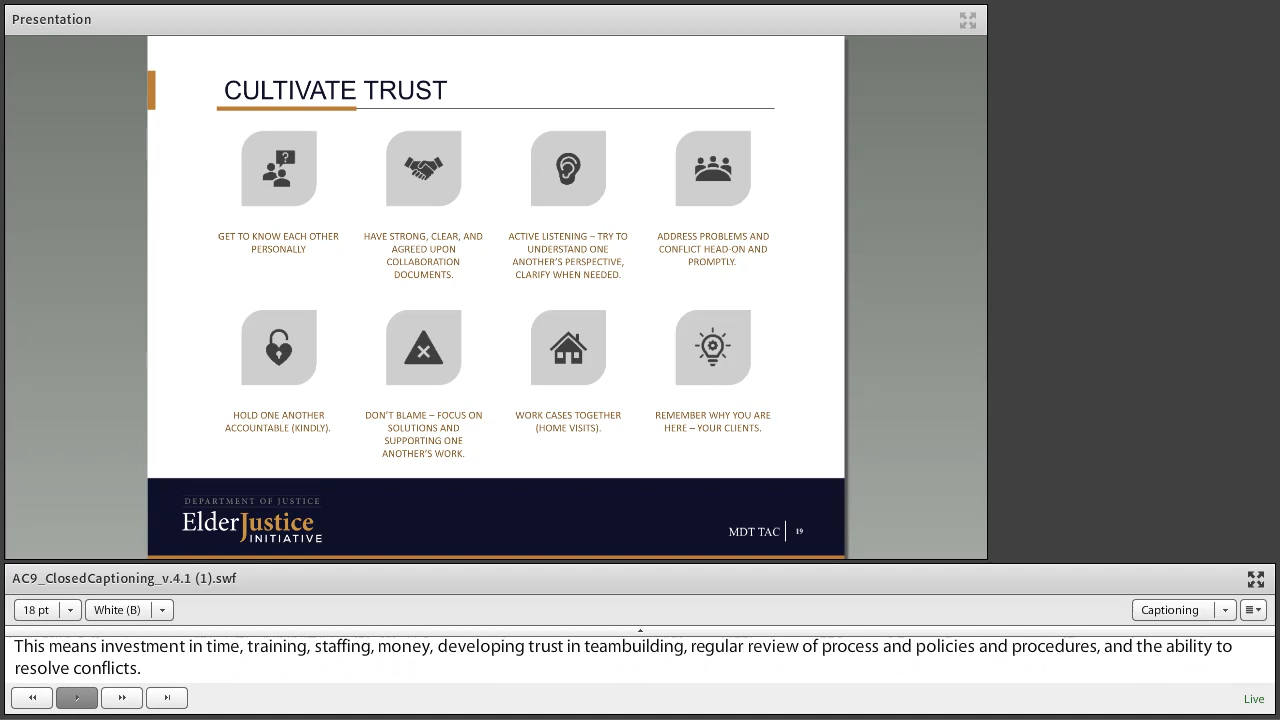 Presentation
CULTIVATE TRUST
?
GET TO KNOW EACH OTHER
PERSONALLY
HAVE STRONG, CLEAR, AND
AGREED UPON
COLLABORATION
DOCUMENTS.
ACTIVE LISTENING – TRY TO
UNDERSTAND ONE
ANOTHER'S PERSPECTIVE,
CLARIFY WHEN NEEDED.
ADDRESS PROBLEMS AND
CONFLICT HEAD-ON AND
PROMPTLY.
HOLD ONE ANOTHER
ACCOUNTABLE (KINDLY).
DON'T BLAME – FOCUS ON
SOLUTIONS AND
SUPPORTING ONE
ANOTHER'S WORK.
WORK CASES TOGETHER
(HOME VISITS).
REMEMBER WHY YOU ARE
HERE – YOUR CLIENTS.
DEPARTMENT OF JUSTICE
ElderJustice
INITIATIVE
MDT TAC 19
AC9_ClosedCaptioning_v.4.1 (1).swf
18 pt White (B) Captioning
This means investment in time, training, staffing, money, developing trust in teambuilding, regular review of process and policies and procedures, and the ability to
resolve conflicts.
Live